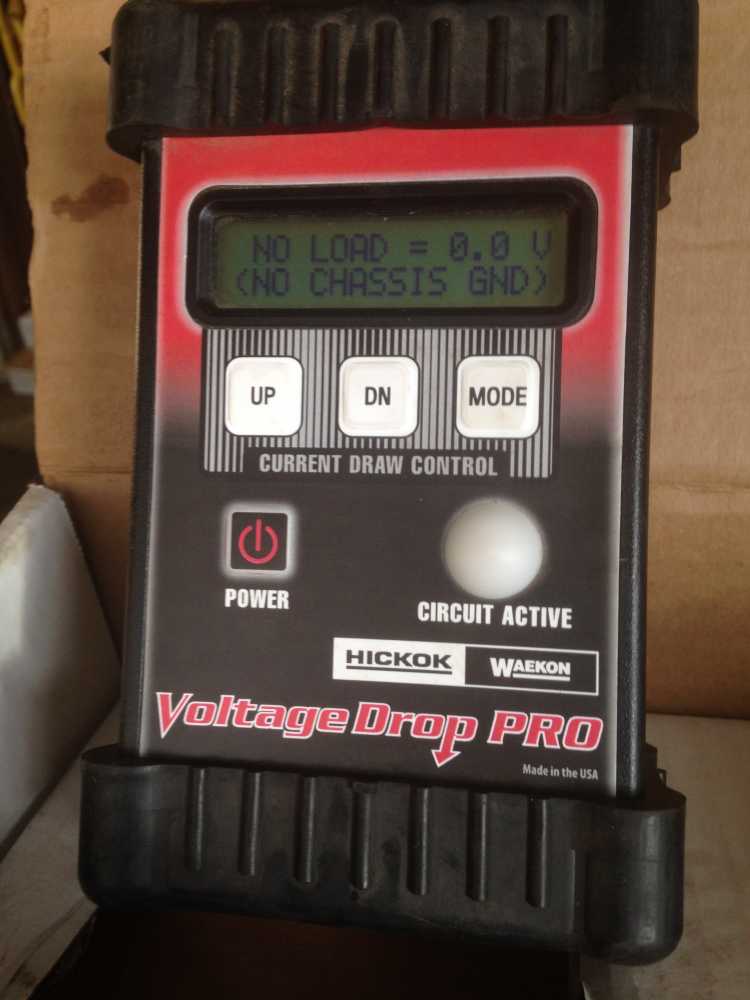 NO LOAD = 0.0 V
(NO CHASSIS GND)
UP DN MODE
CURRENT DRAW CONTROL
POWER
CIRCUIT ACTIVE
HICKOK WAEKON
Voltage Drop PRO
Made in the USA